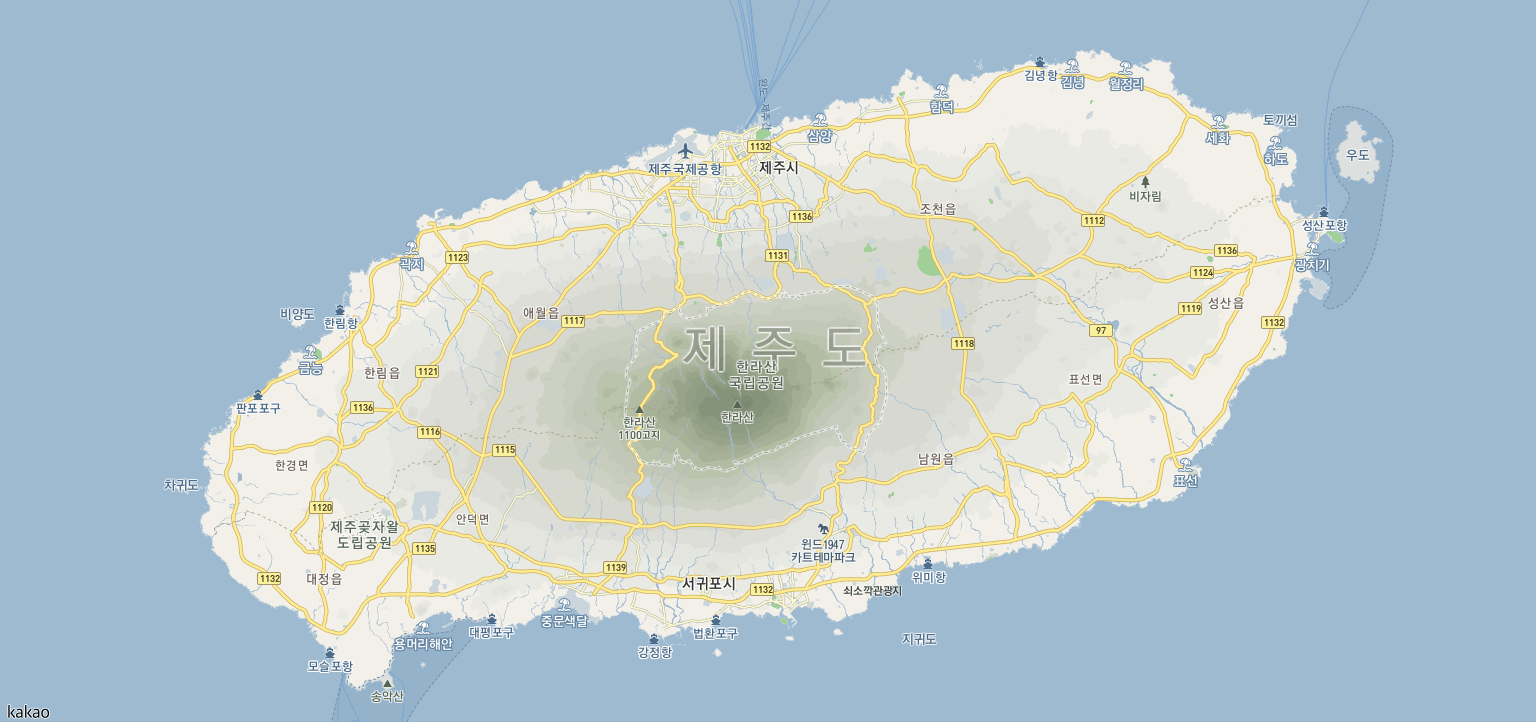 김녕항
김녕
월정리
함덕
완도-제주간
삼양
토끼섬
세화
하도
우도
1132
제주시
제주국제공항
비자림
조천읍
1136
1112
성산포항
1131
1136
1123
곽지
1124
광치기
비양도
한림항
애월읍
1117
1119
성산읍
1132
97
제주도
1118
금능
한림읍
1121
한라산
국립공원
표선면
판포포구
1136
한라산
1100고지
한라산
1116
1115
한경면
남원읍
차귀도
표선
1120
제주곶자왈
도립공원
안덕면
1135
윈드1947
카트테마파크
1139
1132
대정읍
서귀포시
1132
쇠소깍관광지
위미항
중문색달
대평포구
용머리해안
법환포구
강정항
지귀도
모슬포항
송악산
kakao